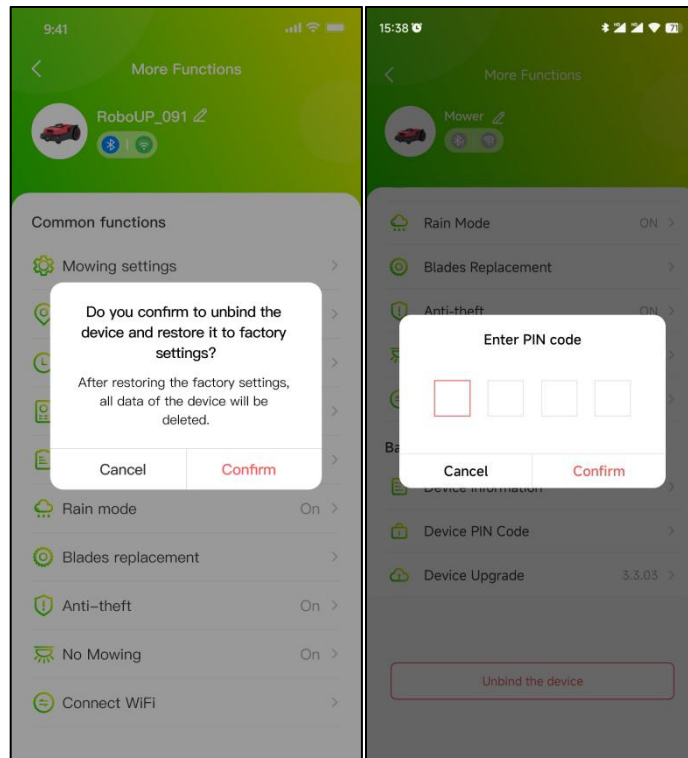 9:41
More Functions
RoboUP_091
Common functions
Mowing settings
Do you confirm to unbind the
device and restore it to factory
settings?
After restoring the factory settings,
all data of the device will be
deleted.
Cancel
Confirm
Rain mode
On
Blades replacement
Anti-theft
On
No Mowing
On
Connect WiFi
15:38
71
More Functions
Mower
Rain Mode
ON
Blades Replacement
Anti-theft
ON
Enter PIN code
Cancel
Confirm
Ba
Device Information
Device PIN Code
Device Upgrade
3.3.03
Unbind the device